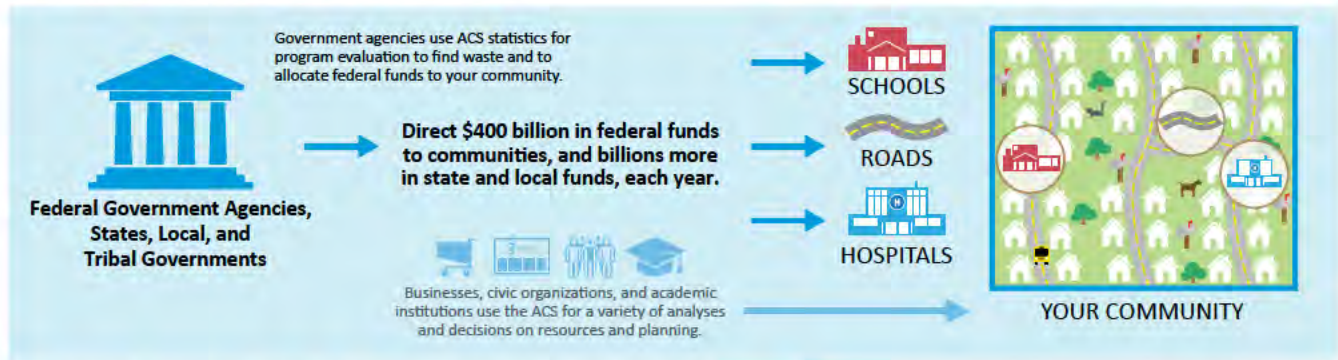 Government agencies use ACS statistics for
program evaluation to find waste and to
allocate federal funds to your community.
Federal Government Agencies,
States, Local, and
Tribal Governments
Direct $400 billion in federal funds
to communities, and billions more
in state and local funds, each year.
Businesses, civic organizations, and academic
institutions use the ACS for a variety of analyses
and decisions on resources and planning.
SCHOOLS
ROADS
H
HOSPITALS
H
YOUR COMMUNITY